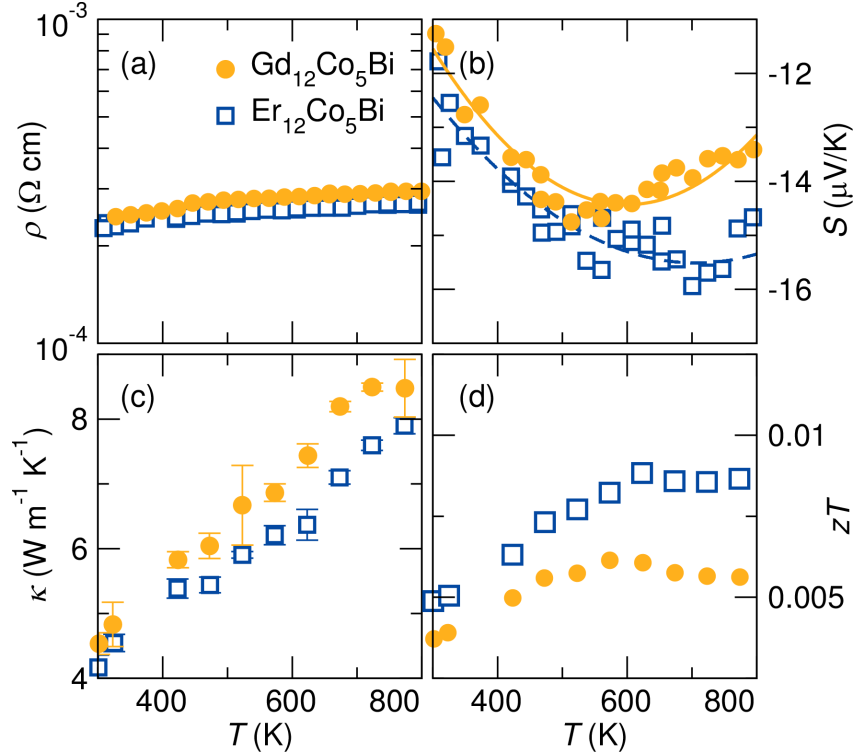 10⁻³
(a)
Gd₁₂Co₅Bi
Er₁₂Co₅Bi
ρ (Ω cm)
10⁻⁴
(b)
-12
-14
-16
S (μV/K)
(c)
10
8
6
4
κ (W m⁻¹ K⁻¹)
400
600
800
T (K)
(d)
0.01
0.005
zT
400
600
800
T (K)